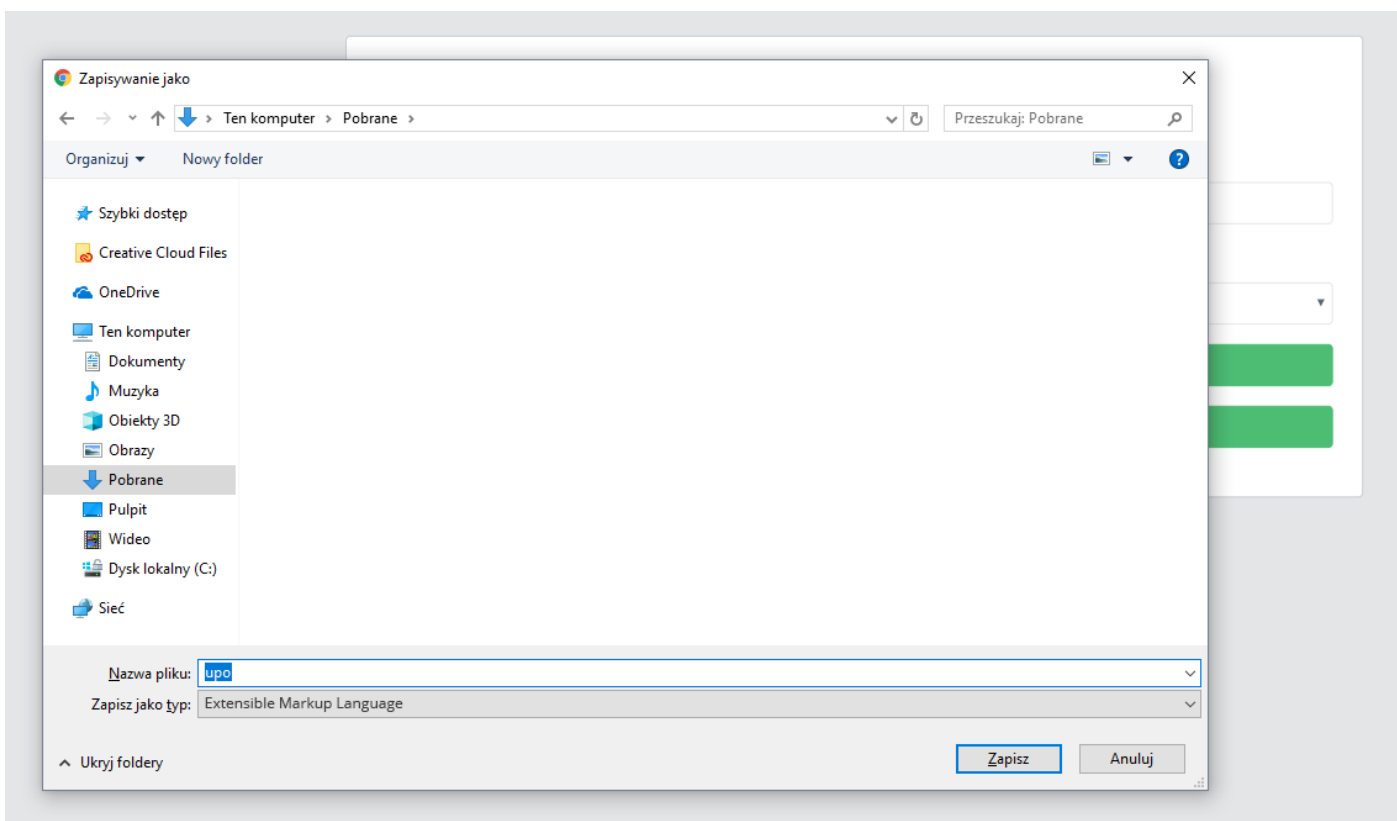 Zapisywanie jako
Ten komputer › Pobrane ›
Przeszukaj: Pobrane
Organizuj
Nowy folder
Szybki dostęp
Creative Cloud Files
OneDrive
Ten komputer
Dokumenty
Muzyka
Obiekty 3D
Obrazy
Pobrane
Pulpit
Wideo
Dysk lokalny (C:)
Sieć
Nazwa pliku: upo
Zapisz jako typ: Extensible Markup Language
Ukryj foldery
Zapisz
Anuluj